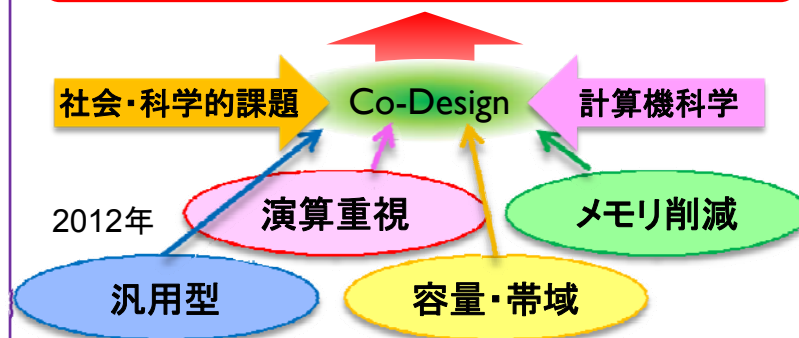 社会・科学的課題
Co-Design
計算機科学
2012年
演算重視
メモリ削減
汎用型
容量・帯域